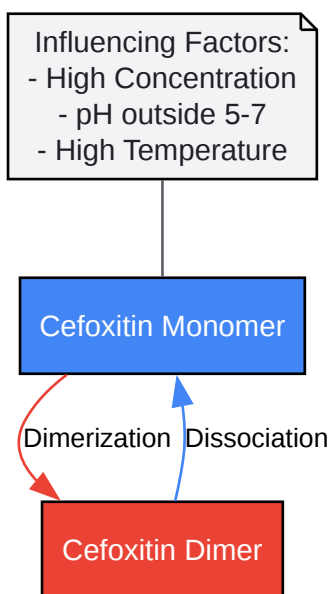 Influencing Factors:
- High Concentration
- pH outside 5-7
- High Temperature
Cefoxitin Monomer
Dimerization
Dissociation
Cefoxitin Dimer